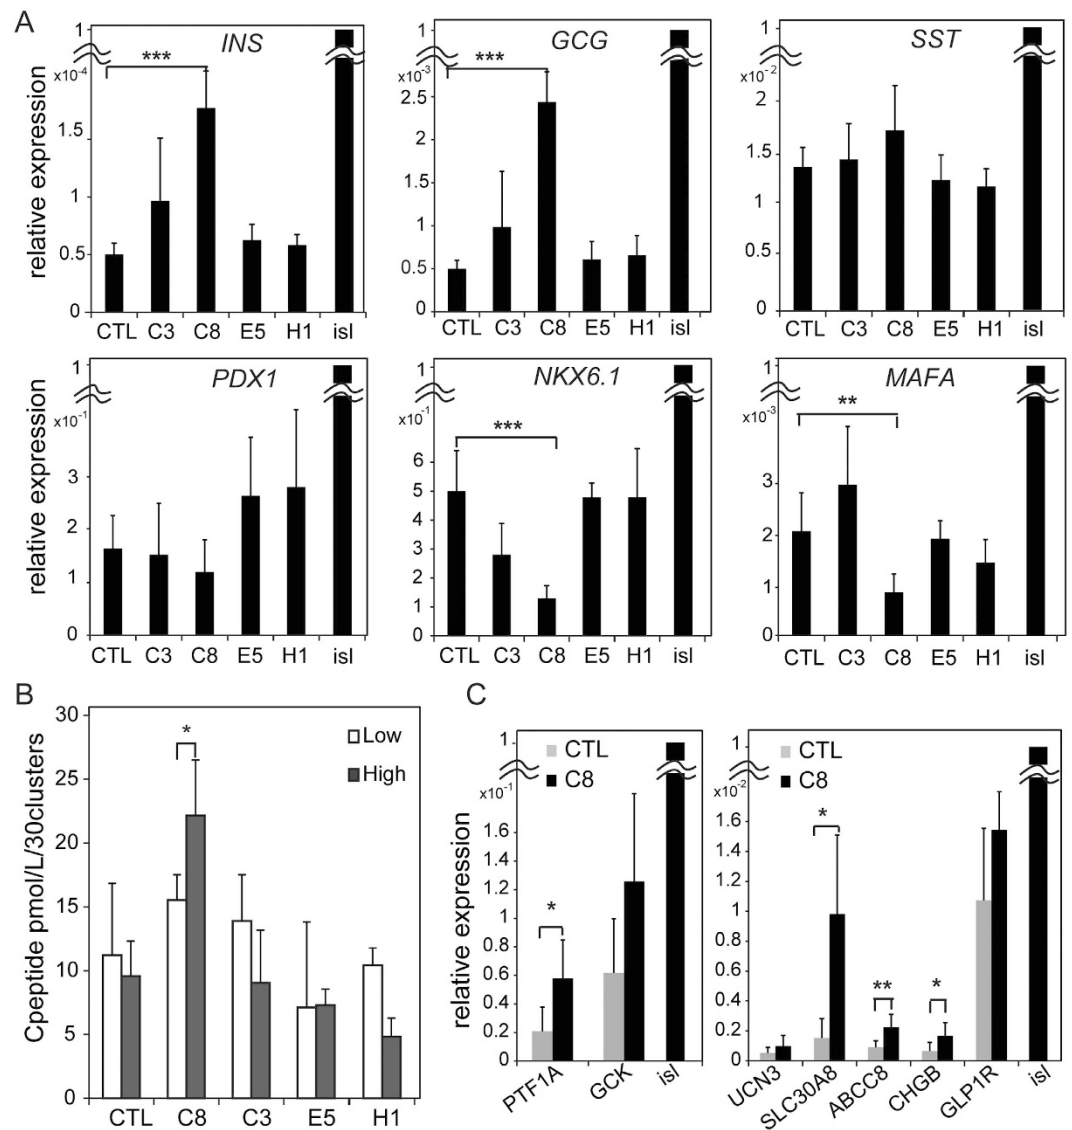 A
INS
GCG
SST
relative expression
1
x10-4
1.5
1
0.5
0
***
CTL C3 C8 E5 H1 isl
1
x10-3
2.5
1.5
1
0.5
0
***
CTL C3 C8 E5 H1 isl
1
x10-2
2
1.5
1
0.5
0
CTL C3 C8 E5 H1 isl
PDX1
NKX6.1
MAFA
relative expression
1
x10-1
3
2
1
0
CTL C3 C8 E5 H1 isl
1
x10-1
6
5
4
3
2
1
0
***
CTL C3 C8 E5 H1 isl
1
x10-3
3
2
1
0
**
CTL C3 C8 E5 H1 isl
B
Cpeptide pmol/L/30clusters
30
25
20
15
10
5
0
*
Low
High
CTL C8 C3 E5 H1
C
relative expression
1
x10-1
1.6
1.4
1.2
1
0.8
0.6
0.4
0.2
0
CTL
C8
*
PTF1A GCK isl
1
x10-2
1.6
1.4
1.2
1
0.8
0.6
0.4
0.2
0
CTL
C8
*
**
*
UCN3 SLC30A8 ABCC8 CHGB GLP1R isl